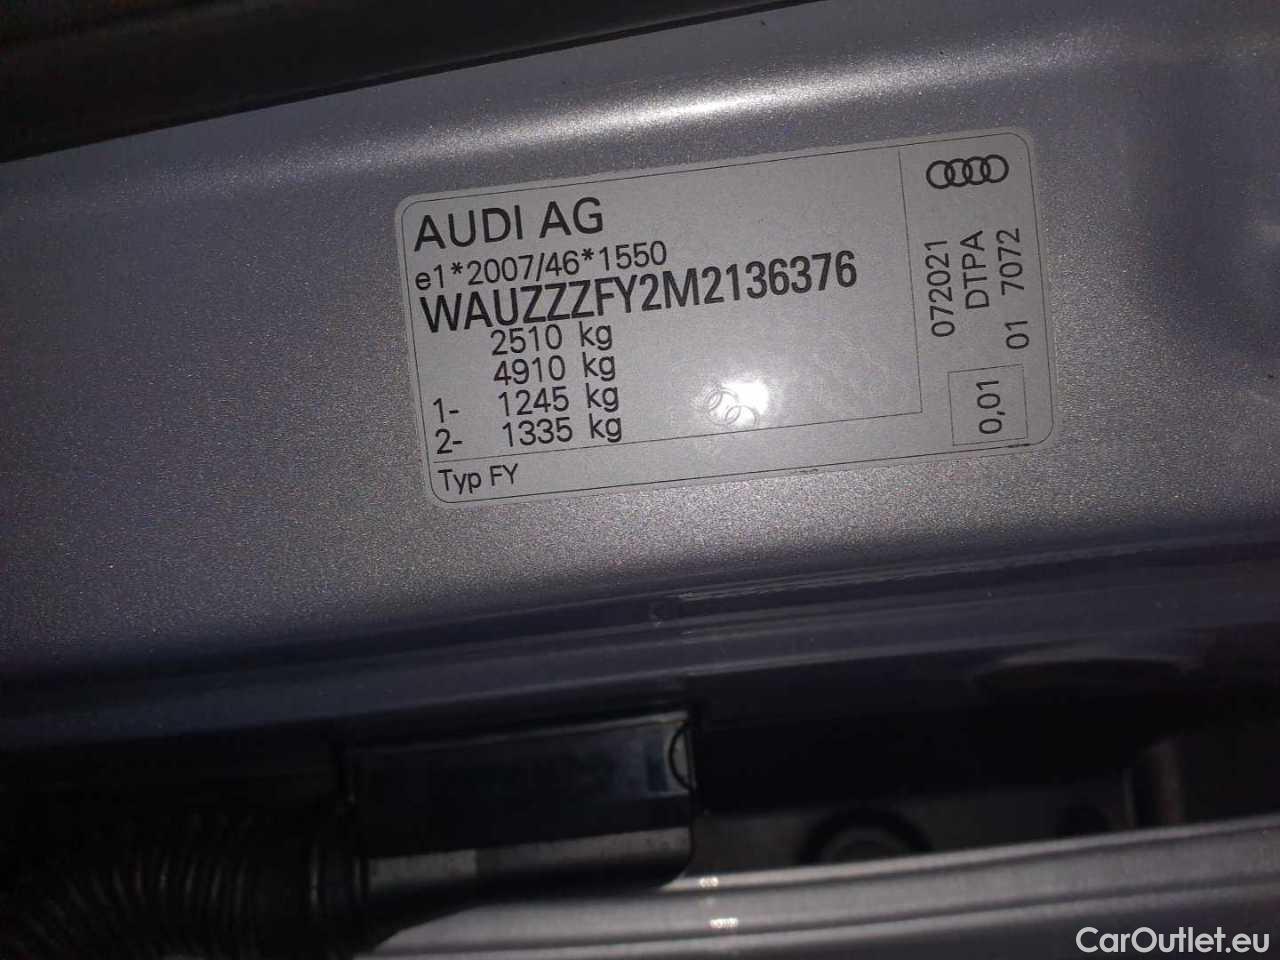 AUDI AG
e1*2007/46*1550
WAUZZZFY2M2136376
2510 kg
4910 kg
1- 1245 kg
2- 1335 kg
Typ FY
072021
DTPA
01 7072
0,01
CarOutlet.eu